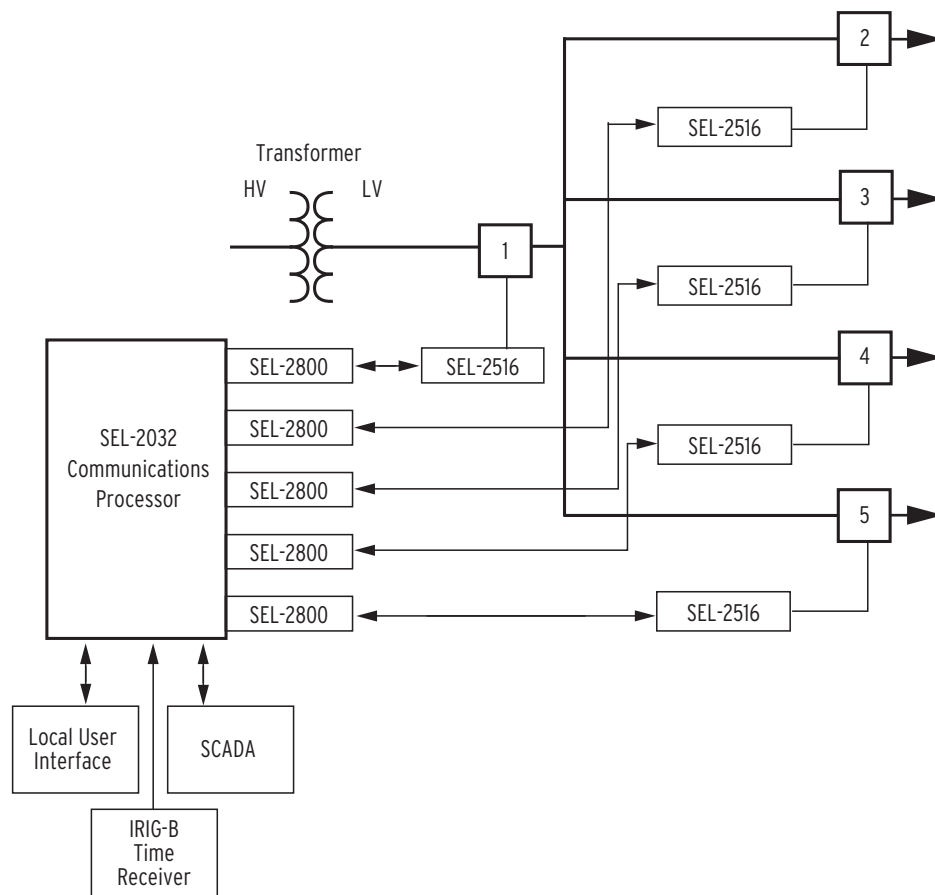 2
SEL-2516
Transformer
HV
LV
3
1
SEL-2516
4
SEL-2800
SEL-2516
SEL-2032
Communications
Processor
SEL-2800
SEL-2516
SEL-2800
5
SEL-2800
SEL-2800
SEL-2516
Local User
Interface
SCADA
IRIG-B
Time
Receiver